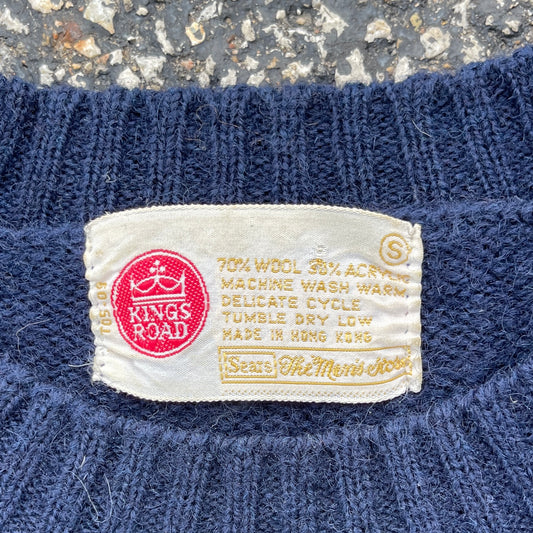 S
KINGS
ROAD
70% WOOL 30% ACRYLIC
MACHINE WASH WARM
DELICATE CYCLE
TUMBLE DRY LOW
MADE IN HONG KONG
Sears The Men's Store